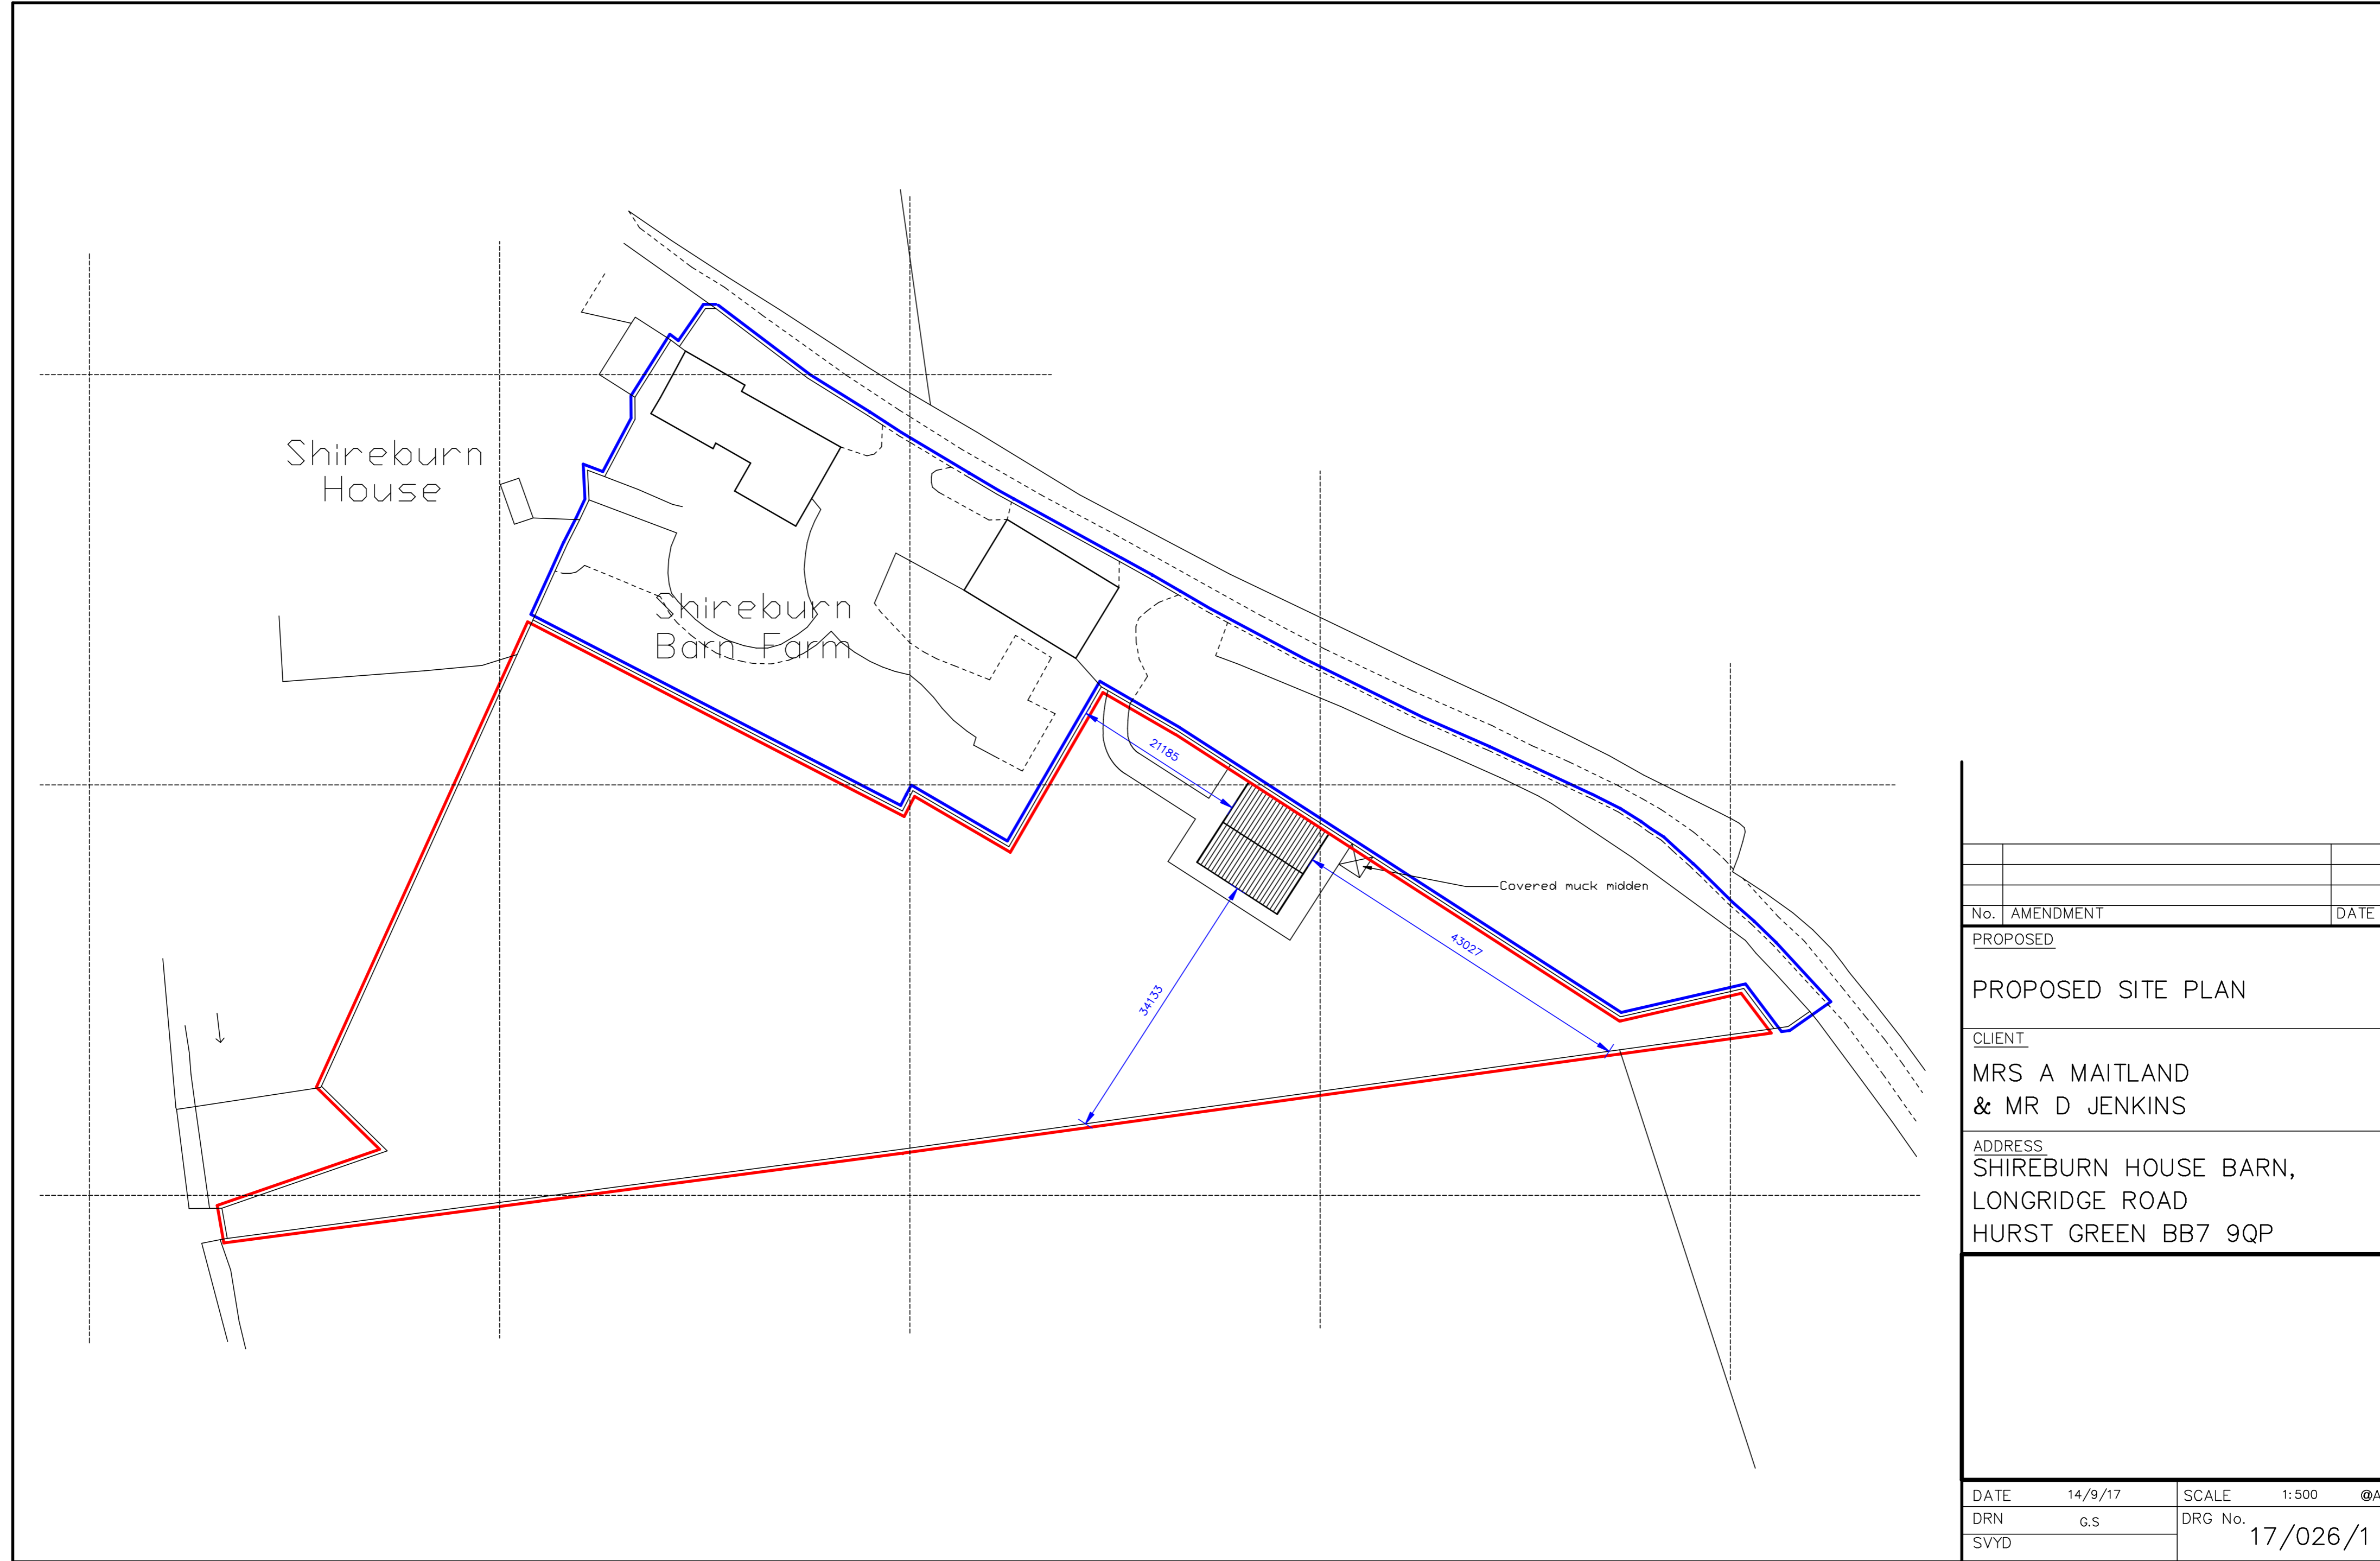 Shireburn
House
Shireburn
Barn Farm
21185
Covered muck midden
43027
34133
No. AMENDMENT DATE
PROPOSED
PROPOSED SITE PLAN
CLIENT
MRS A MAITLAND
& MR D JENKINS
ADDRESS
SHIREBURN HOUSE BARN,
LONGRIDGE ROAD
HURST GREEN BB7 9QP
DATE 14/9/17 SCALE 1:500 @A
DRN G.S DRG No. 17/026/1
SVYD